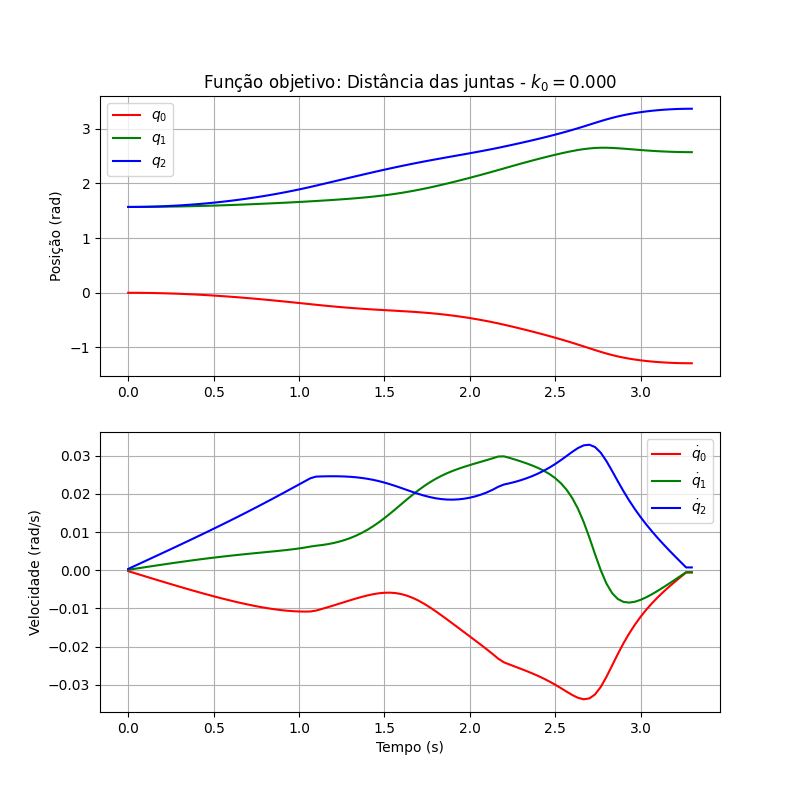 Função objetivo: Distância das juntas - $k_0 = 0.000$
$q_0$
$q_1$
$q_2$
Posição (rad)
3
2
1
0
−1
0.0 0.5 1.0 1.5 2.0 2.5 3.0
$\dot{q}_0$
$\dot{q}_1$
$\dot{q}_2$
Velocidade (rad/s)
0.03
0.02
0.01
0.00
−0.01
−0.02
−0.03
0.0 0.5 1.0 1.5 2.0 2.5 3.0
Tempo (s)